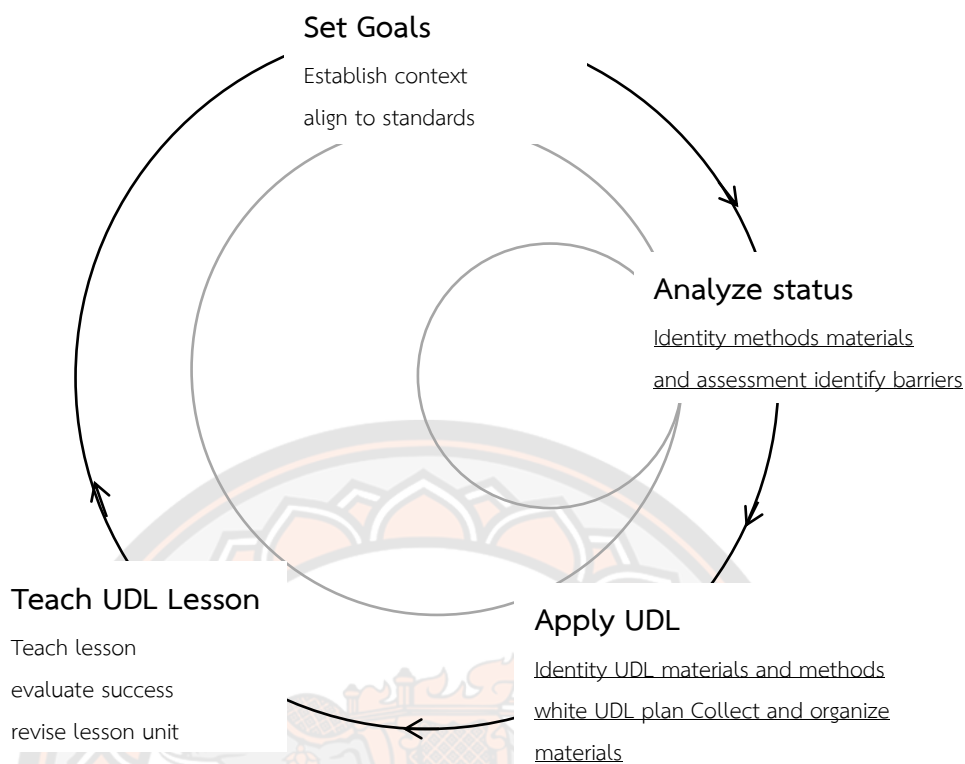 Set Goals
Establish context
align to standards
Analyze status
Identity methods materials
and assessment identify barriers
Apply UDL
Identity UDL materials and methods
white UDL plan Collect and organize
materials
Teach UDL Lesson
Teach lesson
evaluate success
revise lesson unit